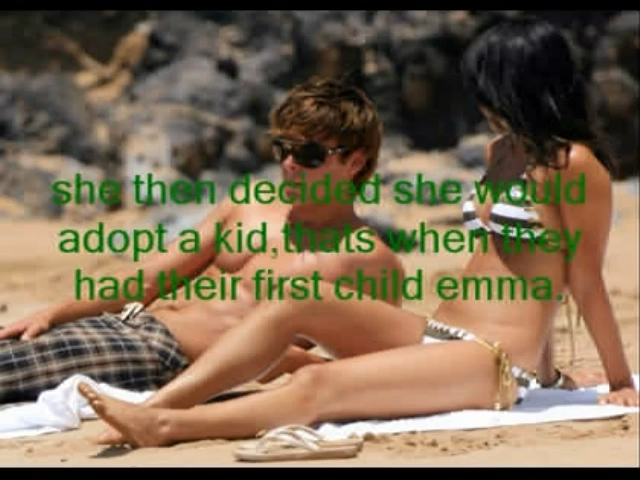 she then decided she would
adopt a kid,thats when they
had their first child emma.